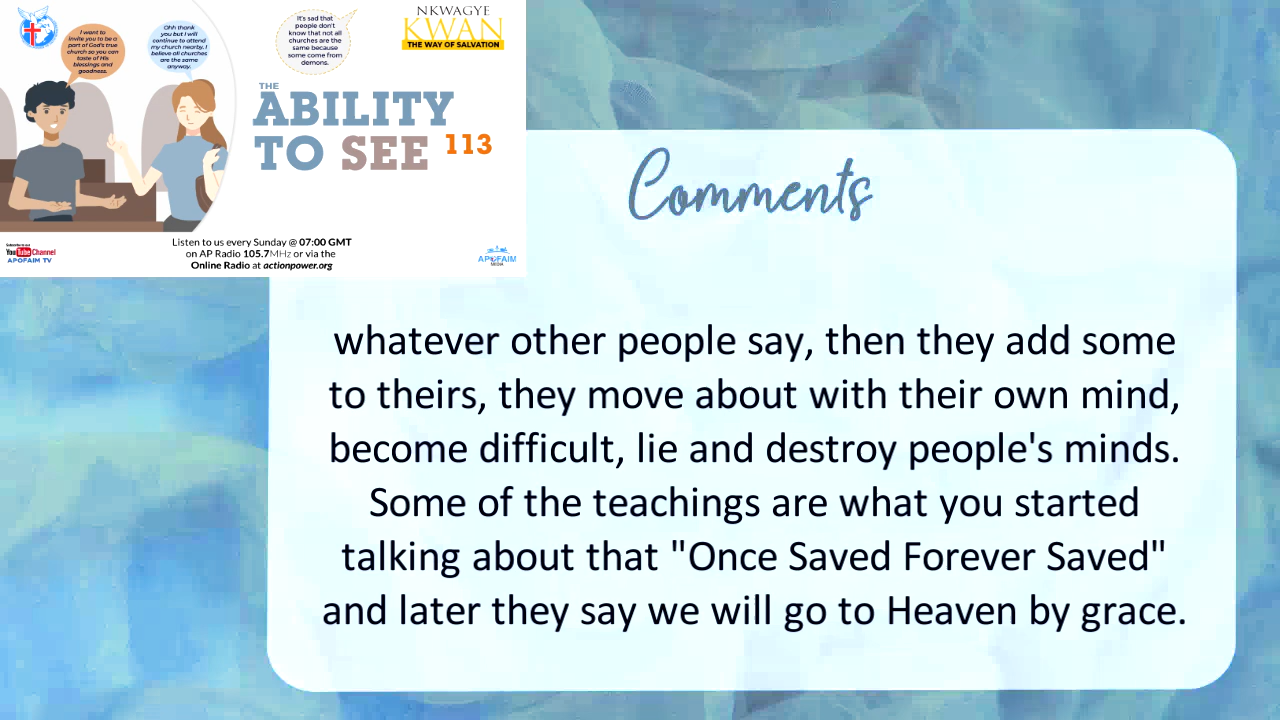 I want to
invite you to be a
part of God's true
church so you can
taste of His
blessings and
goodness.
Ohh thank
you but I will
continue to attend
my church nearby. I
believe all churches
are the same
anyway.
It's sad that
people don't
know that not all
churches are the
same because
some come from
demons.
NKWAGYE
KWAN
THE WAY OF SALVATION
THE
ABILITY
TO SEE 113
Listen to us every Sunday @ 07:00 GMT
on AP Radio 105.7MHz or via the
Online Radio at actionpower.org
Subscribe to our
YouTube Channel
APOFAIM TV
APOFAIM
MEDIA
Comments
whatever other people say, then they add some
to theirs, they move about with their own mind,
become difficult, lie and destroy people's minds.
Some of the teachings are what you started
talking about that "Once Saved Forever Saved"
and later they say we will go to Heaven by grace.